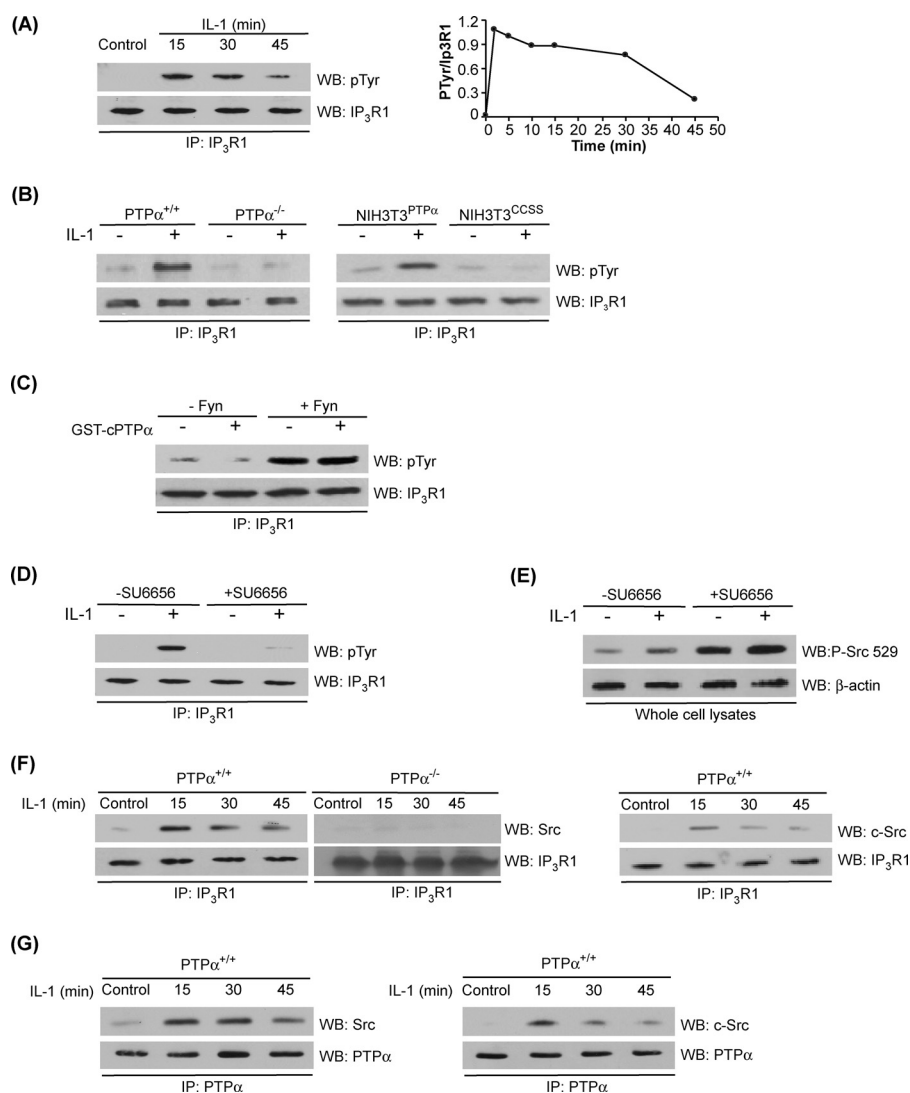 (A)
IL-1 (min)
Control 15 30 45
WB: pTyr
WB: IP3R1
IP: IP3R1
PTyr/Ip3R1
1.2
0.9
0.6
0.3
0
0 5 10 15 20 25 30 35 40 45 50
Time (min)
(B)
PTPα+/+ PTPα-/-
IL-1 - + - +
IP: IP3R1
NIH3T3PTPα NIH3T3CCSS
- + - +
WB: pTyr
WB: IP3R1
IP: IP3R1
(C)
- Fyn + Fyn
GST-cPTPα - + - +
WB: pTyr
WB: IP3R1
IP: IP3R1
(D)
-SU6656 +SU6656
IL-1 - + - +
WB: pTyr
WB: IP3R1
IP: IP3R1
(E)
-SU6656 +SU6656
IL-1 - + - +
WB:P-Src 529
WB: β-actin
Whole cell lysates
(F)
PTPα+/+ PTPα-/-
IL-1 (min) Control 15 30 45 Control 15 30 45
WB: Src
WB: IP3R1
IP: IP3R1 IP: IP3R1
PTPα+/+
Control 15 30 45
WB: c-Src
WB: IP3R1
IP: IP3R1
(G)
PTPα+/+
IL-1 (min) Control 15 30 45
WB: Src
WB: PTPα
IP: PTPα
PTPα+/+
IL-1 (min) Control 15 30 45
WB: c-Src
WB: PTPα
IP: PTPα